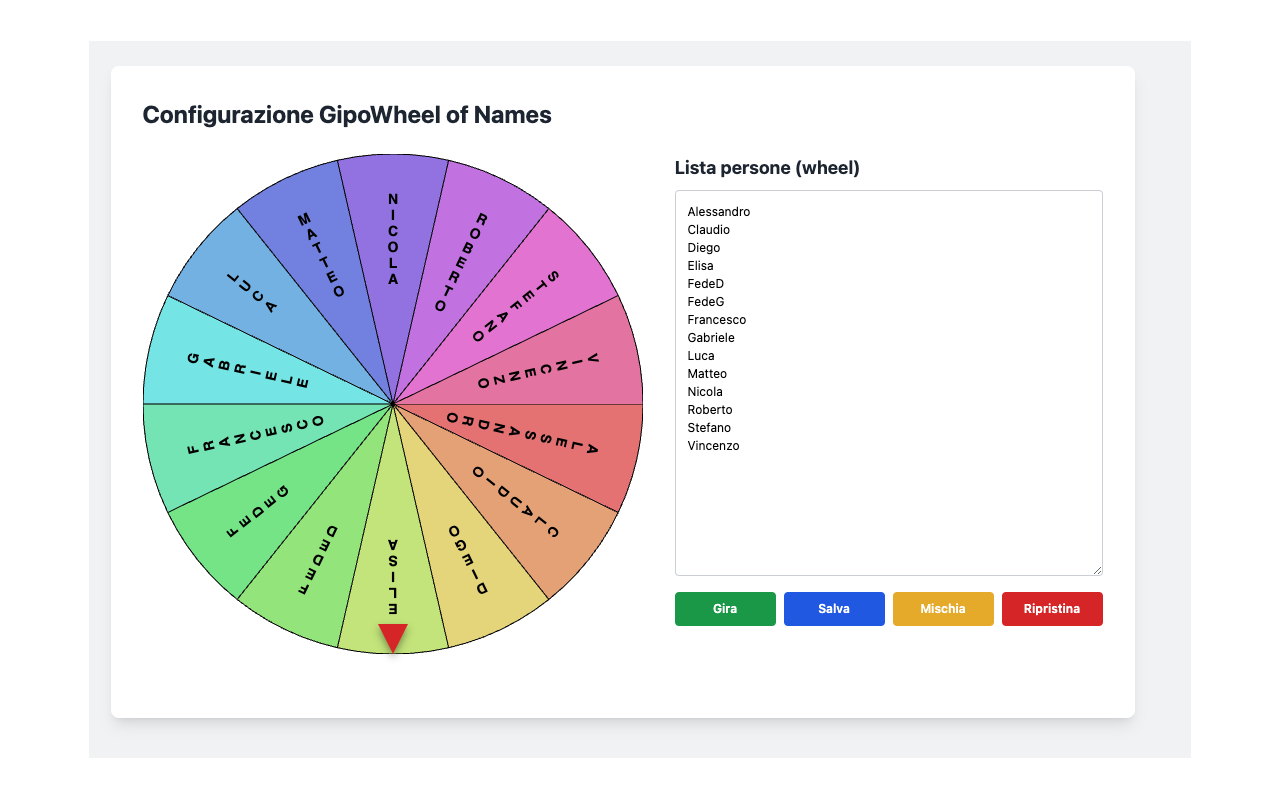 Configurazione GipoWheel of Names
NICOLA
ROBERTO
STEFANO
VINCENZO
ALESSANDRO
CLAUDIO
DIEGO
ELISA
FEDED
FEDEG
FRANCESCO
GABRIELE
LUCA
MATTEO
Lista persone (wheel)
Alessandro
Claudio
Diego
Elisa
FedeD
FedeG
Francesco
Gabriele
Luca
Matteo
Nicola
Roberto
Stefano
Vincenzo
Gira Salva Mischia Ripristina